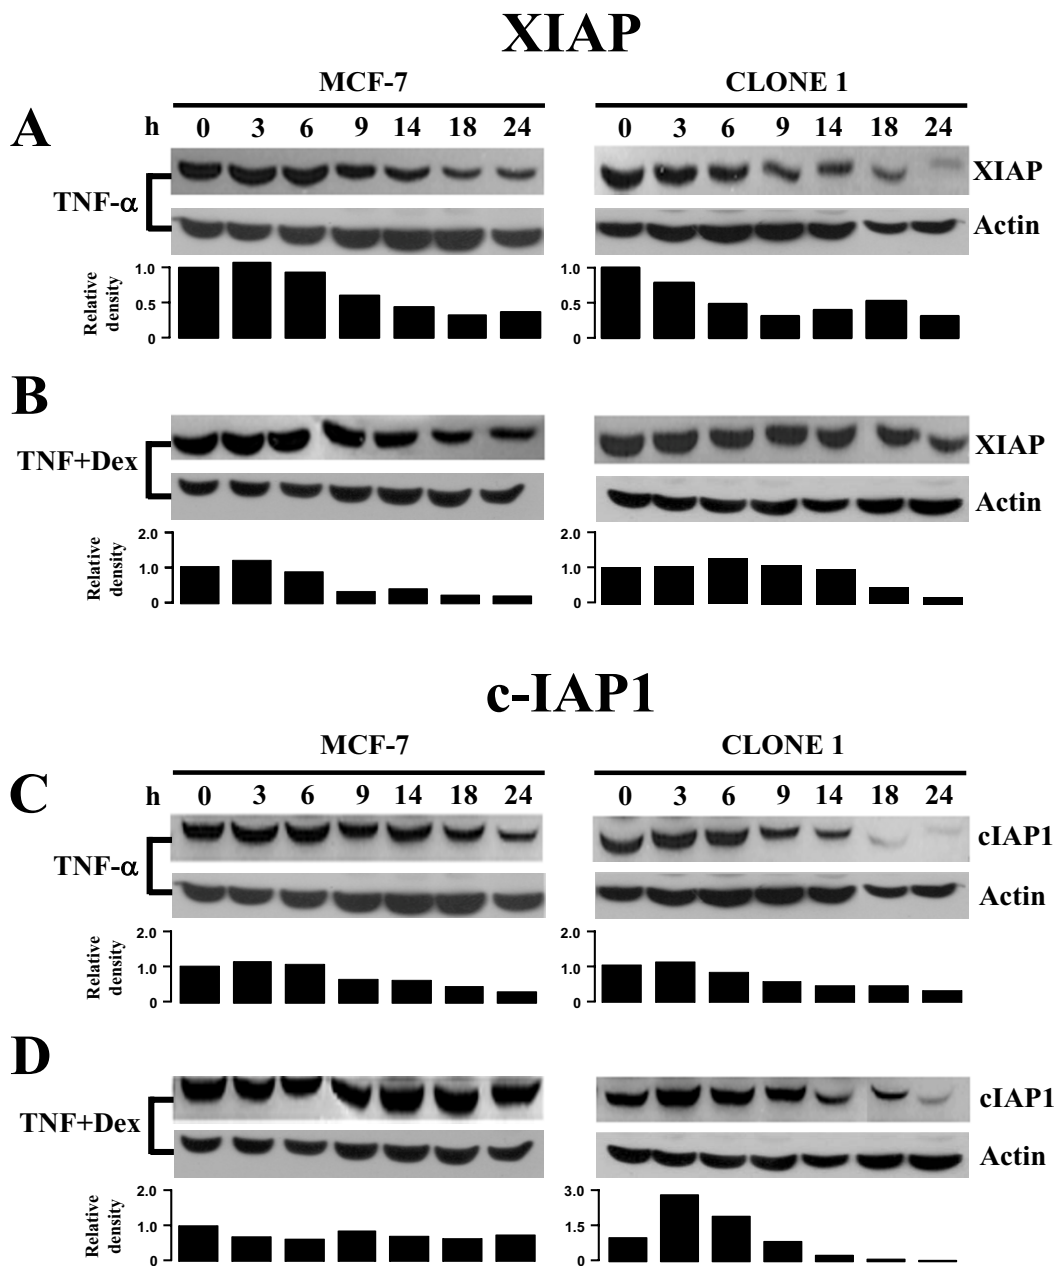 XIAP
MCF-7 CLONE 1
A h 0 3 6 9 14 18 24 0 3 6 9 14 18 24
TNF-α XIAP
Actin
Relative density 1.0 0.5 0 1.0 0.5 0
B
TNF+Dex XIAP
Actin
Relative density 2.0 1.0 0 2.0 1.0 0
c-IAP1
MCF-7 CLONE 1
C h 0 3 6 9 14 18 24 0 3 6 9 14 18 24
TNF-α cIAP1
Actin
Relative density 2.0 1.0 0 2.0 1.0 0
D
TNF+Dex cIAP1
Actin
Relative density 2.0 1.0 0 3.0 1.5 0